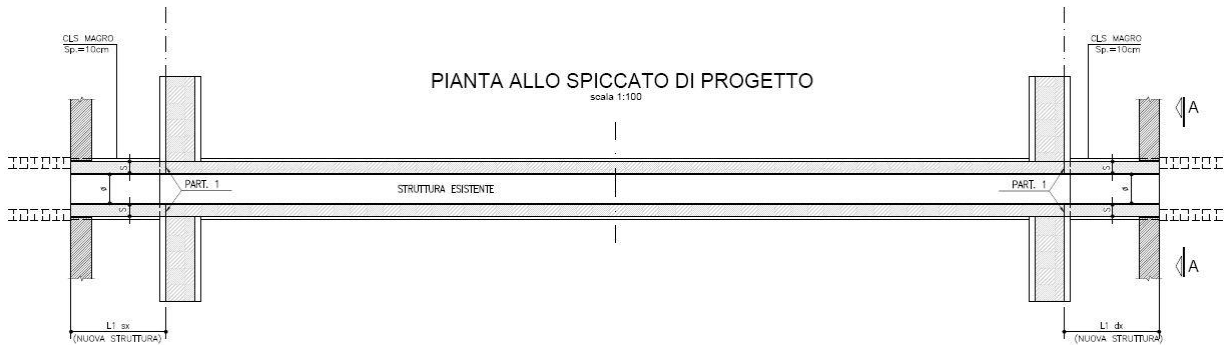 CLS MAGRO
Sp.=10cm
PIANTA ALLO SPICCATO DI PROGETTO
scala 1:100
CLS MAGRO
Sp.=10cm
A
S
S
PART. 1
STRUTTURA ESISTENTE
PART. 1
ø
ø
S
S
A
L1 sx
(NUOVA STRUTTURA)
L1 dx
(NUOVA STRUTTURA)